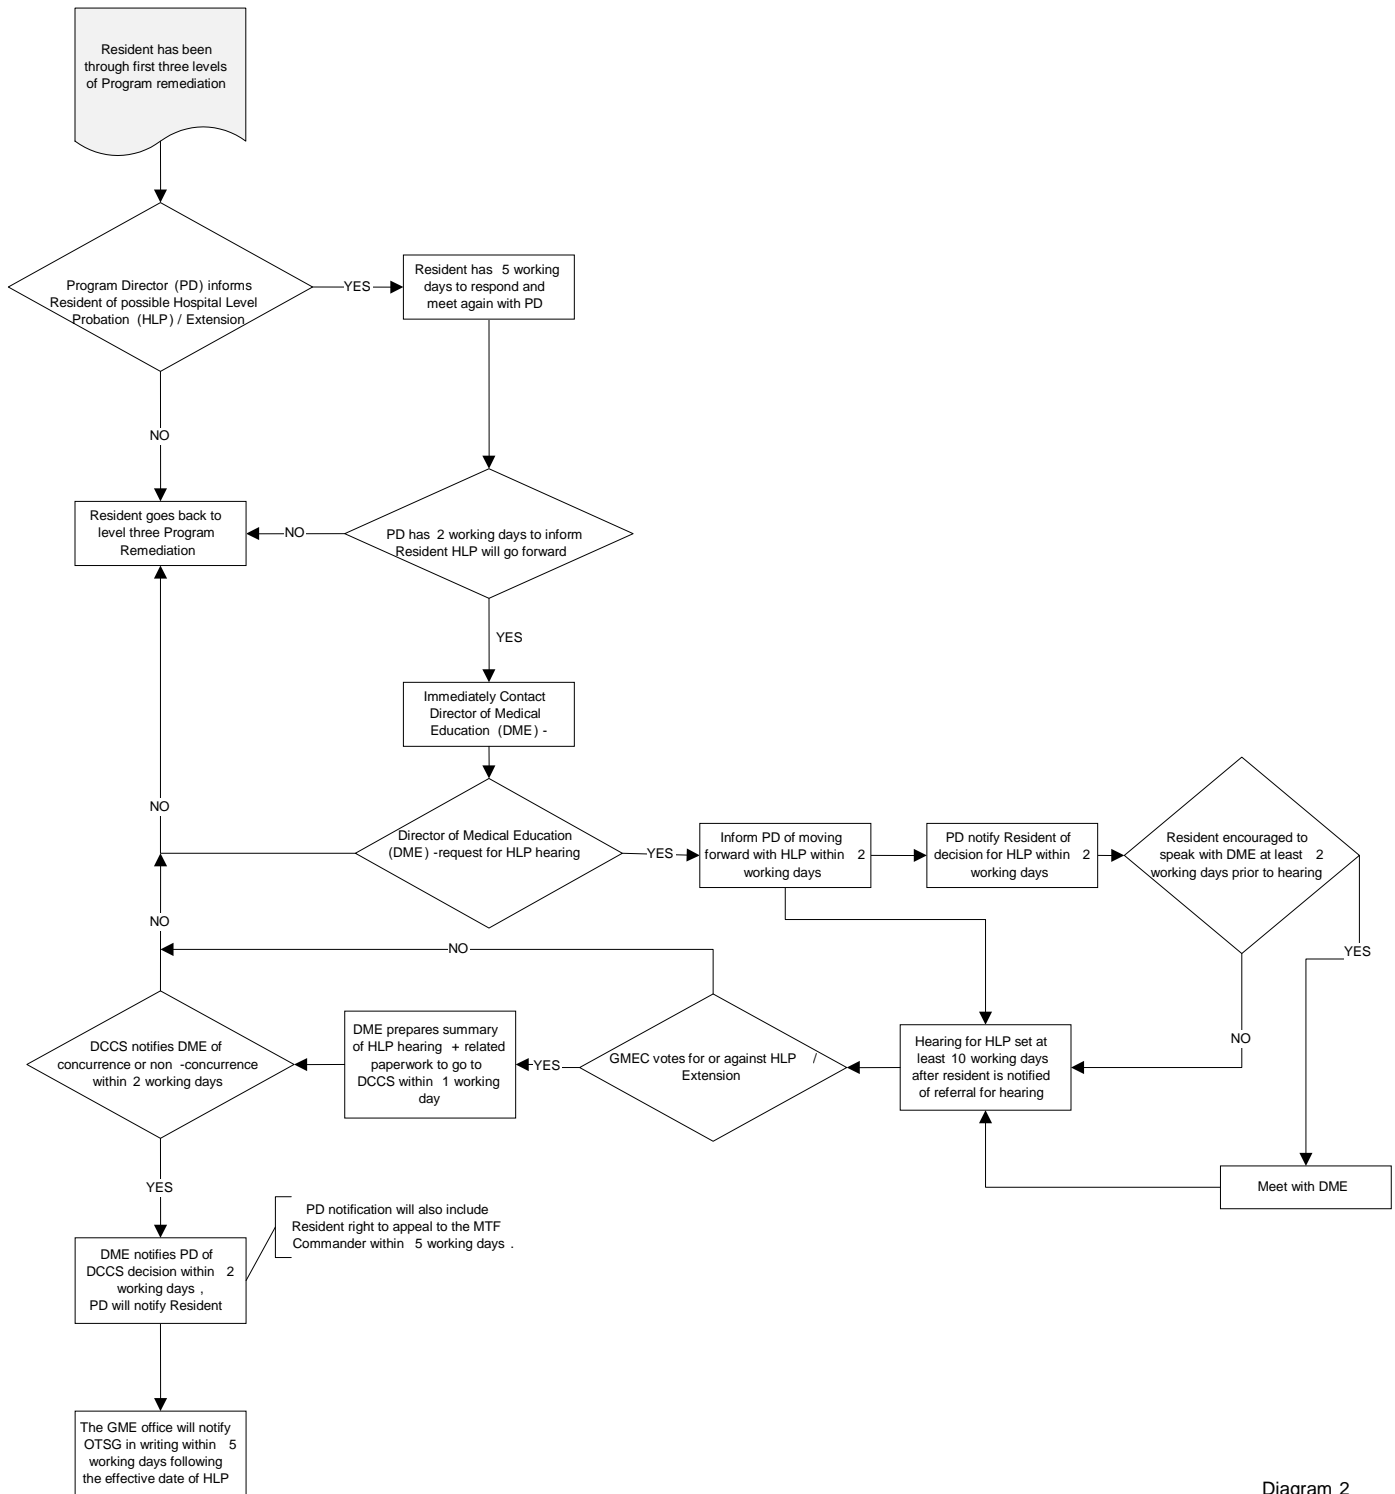 Resident has been
through first three levels
of Program remediation
Program Director (PD) informs
Resident of possible Hospital Level
Probation (HLP) / Extension
YES
Resident has 5 working
days to respond and
meet again with PD
NO
Resident goes back to
level three Program
Remediation
NO
PD has 2 working days to inform
Resident HLP will go forward
YES
Immediately Contact
Director of Medical
Education (DME) -
NO
Director of Medical Education
(DME) -request for HLP hearing
YES
Inform PD of moving
forward with HLP within 2
working days
PD notify Resident of
decision for HLP within 2
working days
Resident encouraged to
speak with DME at least 2
working days prior to hearing
YES
NO
NO
NO
DCCS notifies DME of
concurrence or non -concurrence
within 2 working days
DME prepares summary
of HLP hearing + related
paperwork to go to
DCCS within 1 working
day
YES
GMEC votes for or against HLP /
Extension
Hearing for HLP set at
least 10 working days
after resident is notified
of referral for hearing
Meet with DME
YES
PD notification will also include
Resident right to appeal to the MTF
Commander within 5 working days .
DME notifies PD of
DCCS decision within 2
working days ,
PD will notify Resident
The GME office will notify
OTSG in writing within 5
working days following
the effective date of HLP
Diagram 2